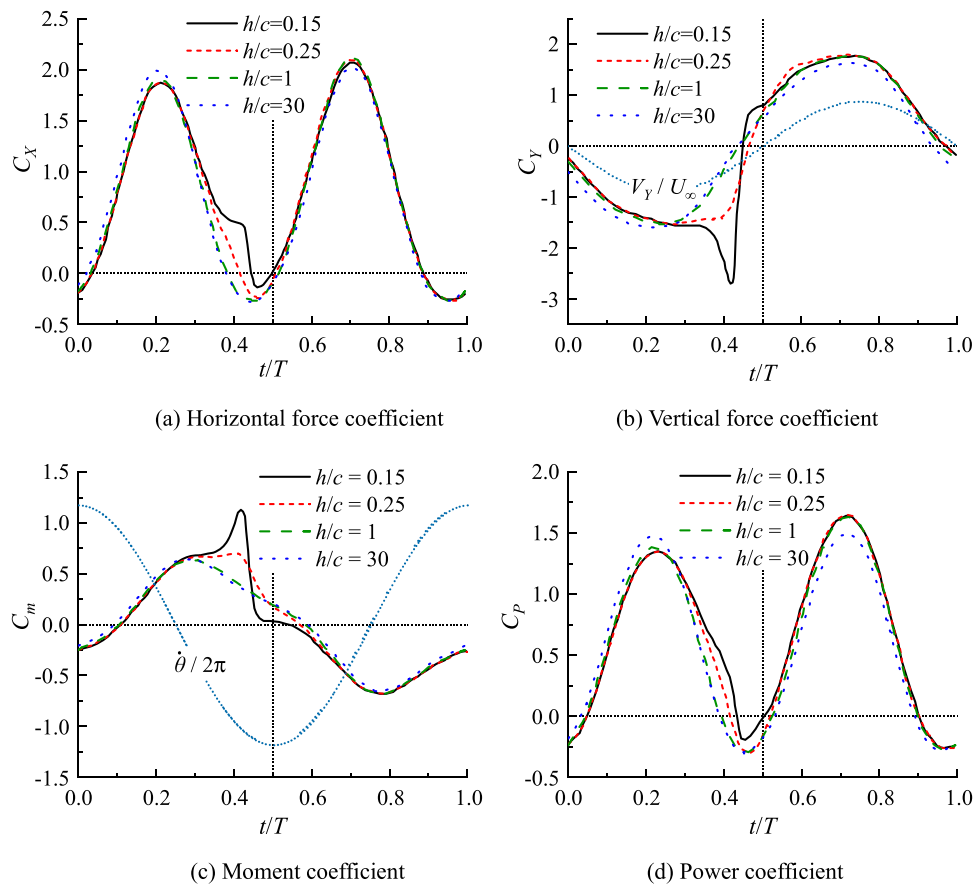 h/c=0.15
h/c=0.25
h/c=1
h/c=30
2.5
2.0
1.5
1.0
0.5
0.0
-0.5
C_X
0.0 0.2 0.4 0.6 0.8 1.0
t/T
(a) Horizontal force coefficient
h/c=0.15
h/c=0.25
h/c=1
h/c=30
2
1
0
-1
-2
-3
C_Y
V_Y / U_∞
0.0 0.2 0.4 0.6 0.8 1.0
t/T
(b) Vertical force coefficient
h/c = 0.15
h/c = 0.25
h/c = 1
h/c = 30
1.5
1.0
0.5
0.0
-0.5
-1.0
-1.5
C_m
θ̇ / 2π
0.0 0.2 0.4 0.6 0.8 1.0
t/T
(c) Moment coefficient
h/c = 0.15
h/c = 0.25
h/c = 1
h/c = 30
2.0
1.5
1.0
0.5
0.0
-0.5
C_P
0.0 0.2 0.4 0.6 0.8 1.0
t/T
(d) Power coefficient